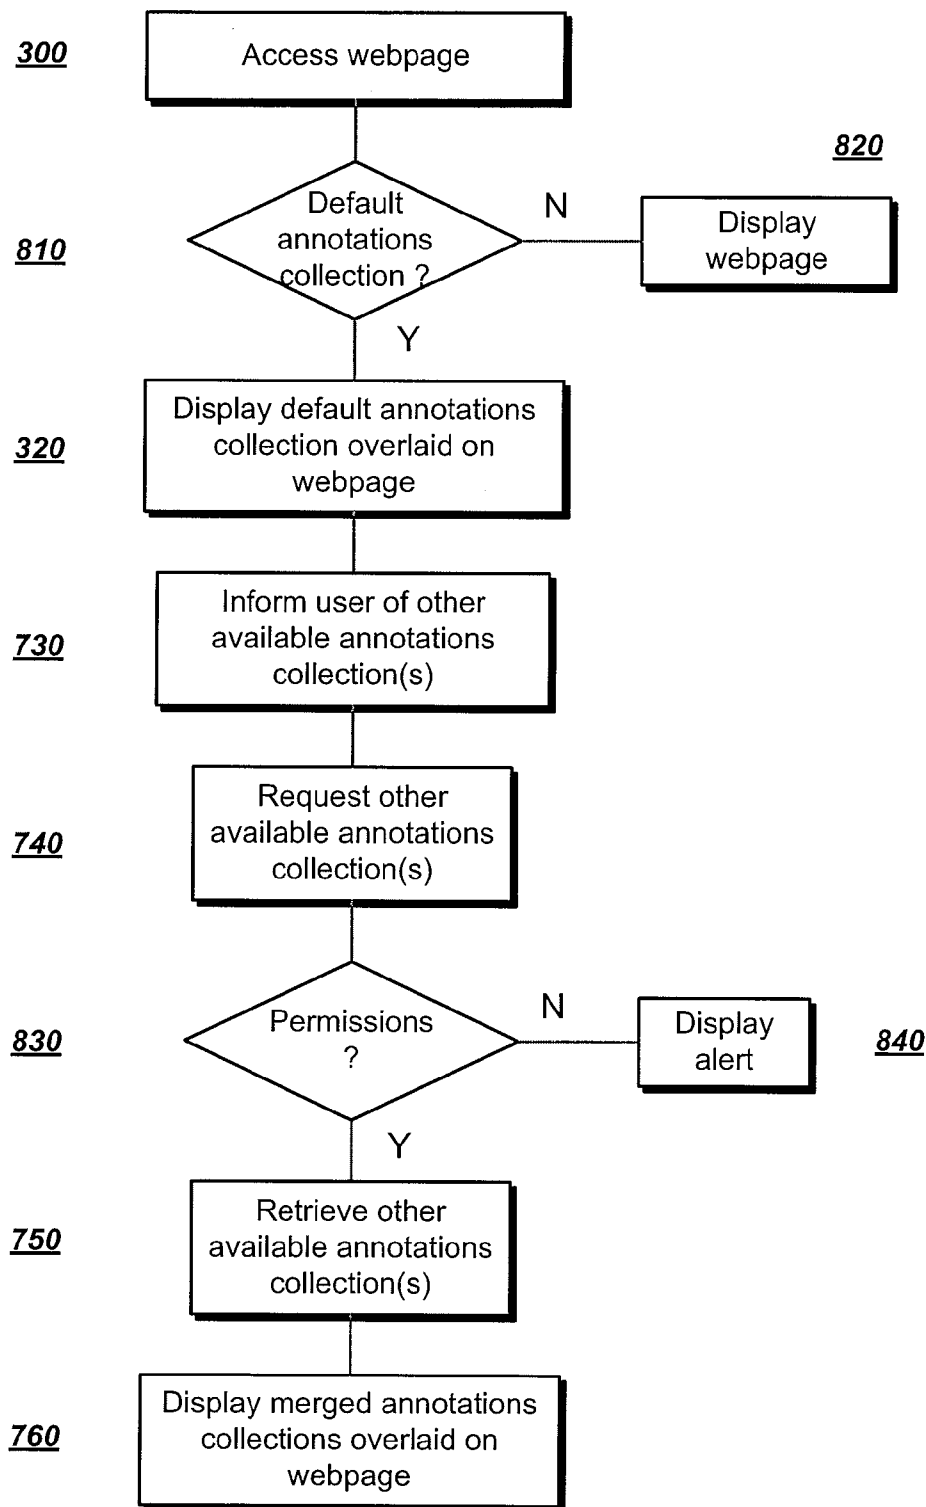 300
Access webpage
820
Default
annotations
collection ?
N
810
Display
webpage
Y
Display default annotations
collection overlaid on
webpage
320
Inform user of other
available annotations
collection(s)
730
Request other
available annotations
collection(s)
740
Permissions
?
N
830
Display
alert
840
Y
Retrieve other
available annotations
collection(s)
750
Display merged annotations
collections overlaid on
webpage
760